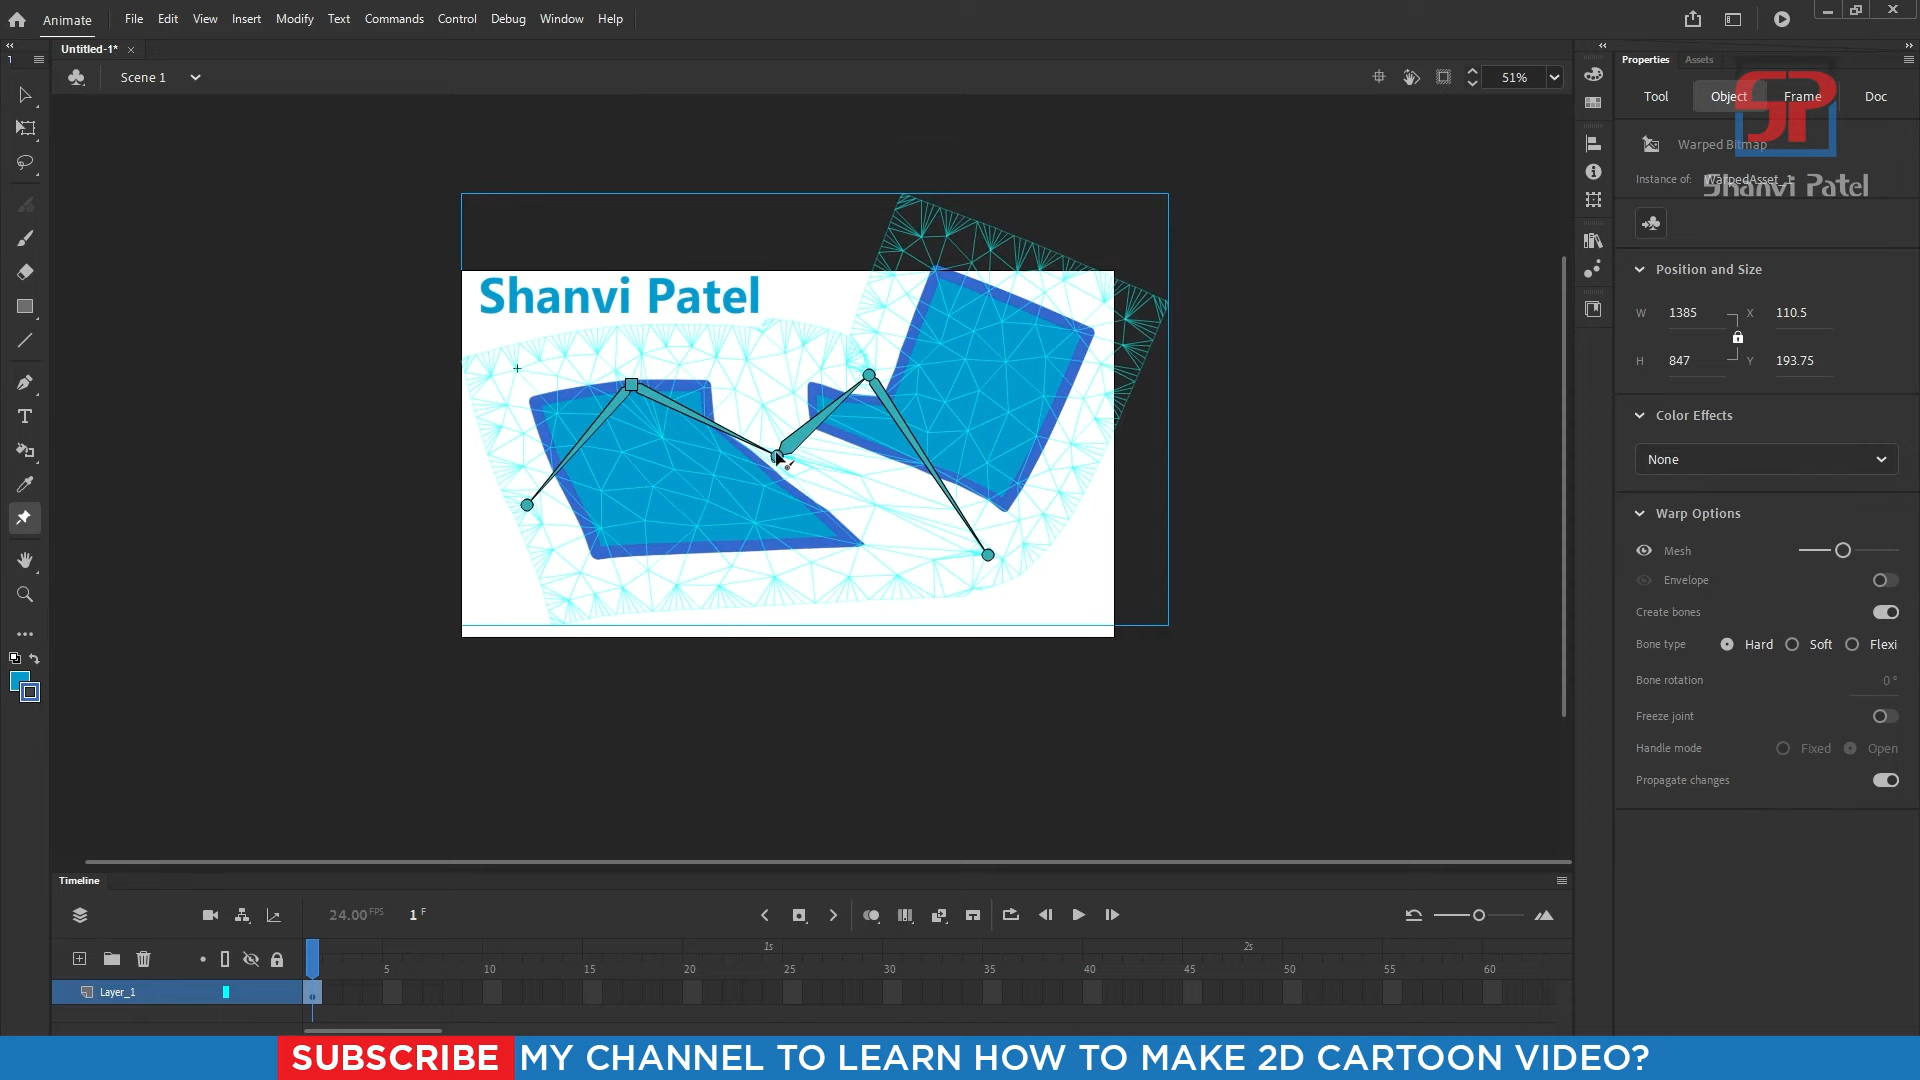 Animate
File Edit View Insert Modify Text Commands Control Debug Window Help
Untitled-1*
Scene 1
51%
Properties Assets
Tool Object Frame Doc
Warped Bitmap
Instance of: WarpedAsset_1
Shanvi Patel
Position and Size
W 1385 X 110.5
H 847 Y 193.75
Color Effects
None
Warp Options
Mesh
Envelope
Create bones
Bone type Hard Soft Flexi
Bone rotation 0°
Freeze joint
Handle mode Fixed Open
Propagate changes
Shanvi Patel
Timeline
24.00 FPS 1 F
1s 2s
5 10 15 20 25 30 35 40 45 50 55 60
Layer_1
SUBSCRIBE MY CHANNEL TO LEARN HOW TO MAKE 2D CARTOON VIDEO?